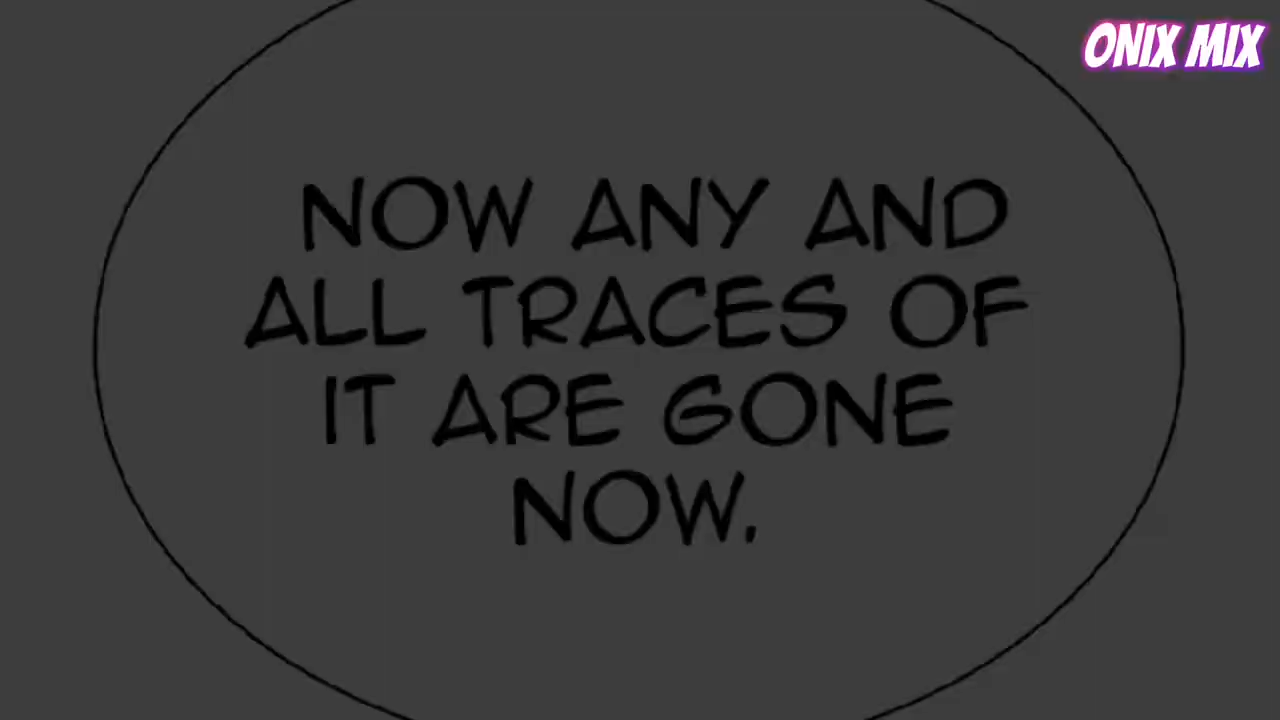 ONIX MIX
NOW ANY AND
ALL TRACES OF
IT ARE GONE
NOW.